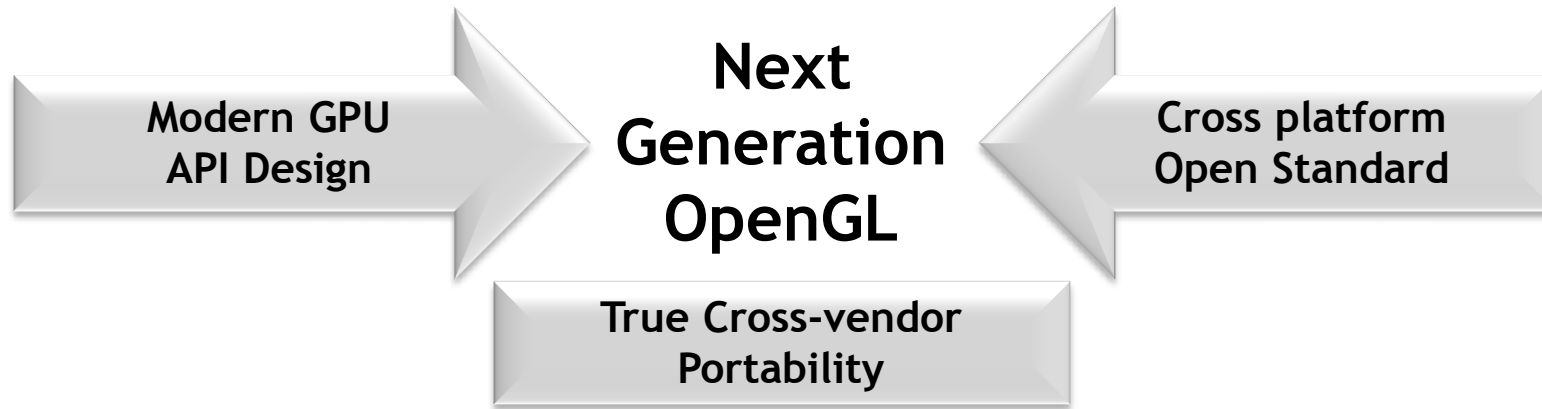 Modern GPU
API Design
Next
Generation
OpenGL
Cross platform
Open Standard
True Cross-vendor
Portability